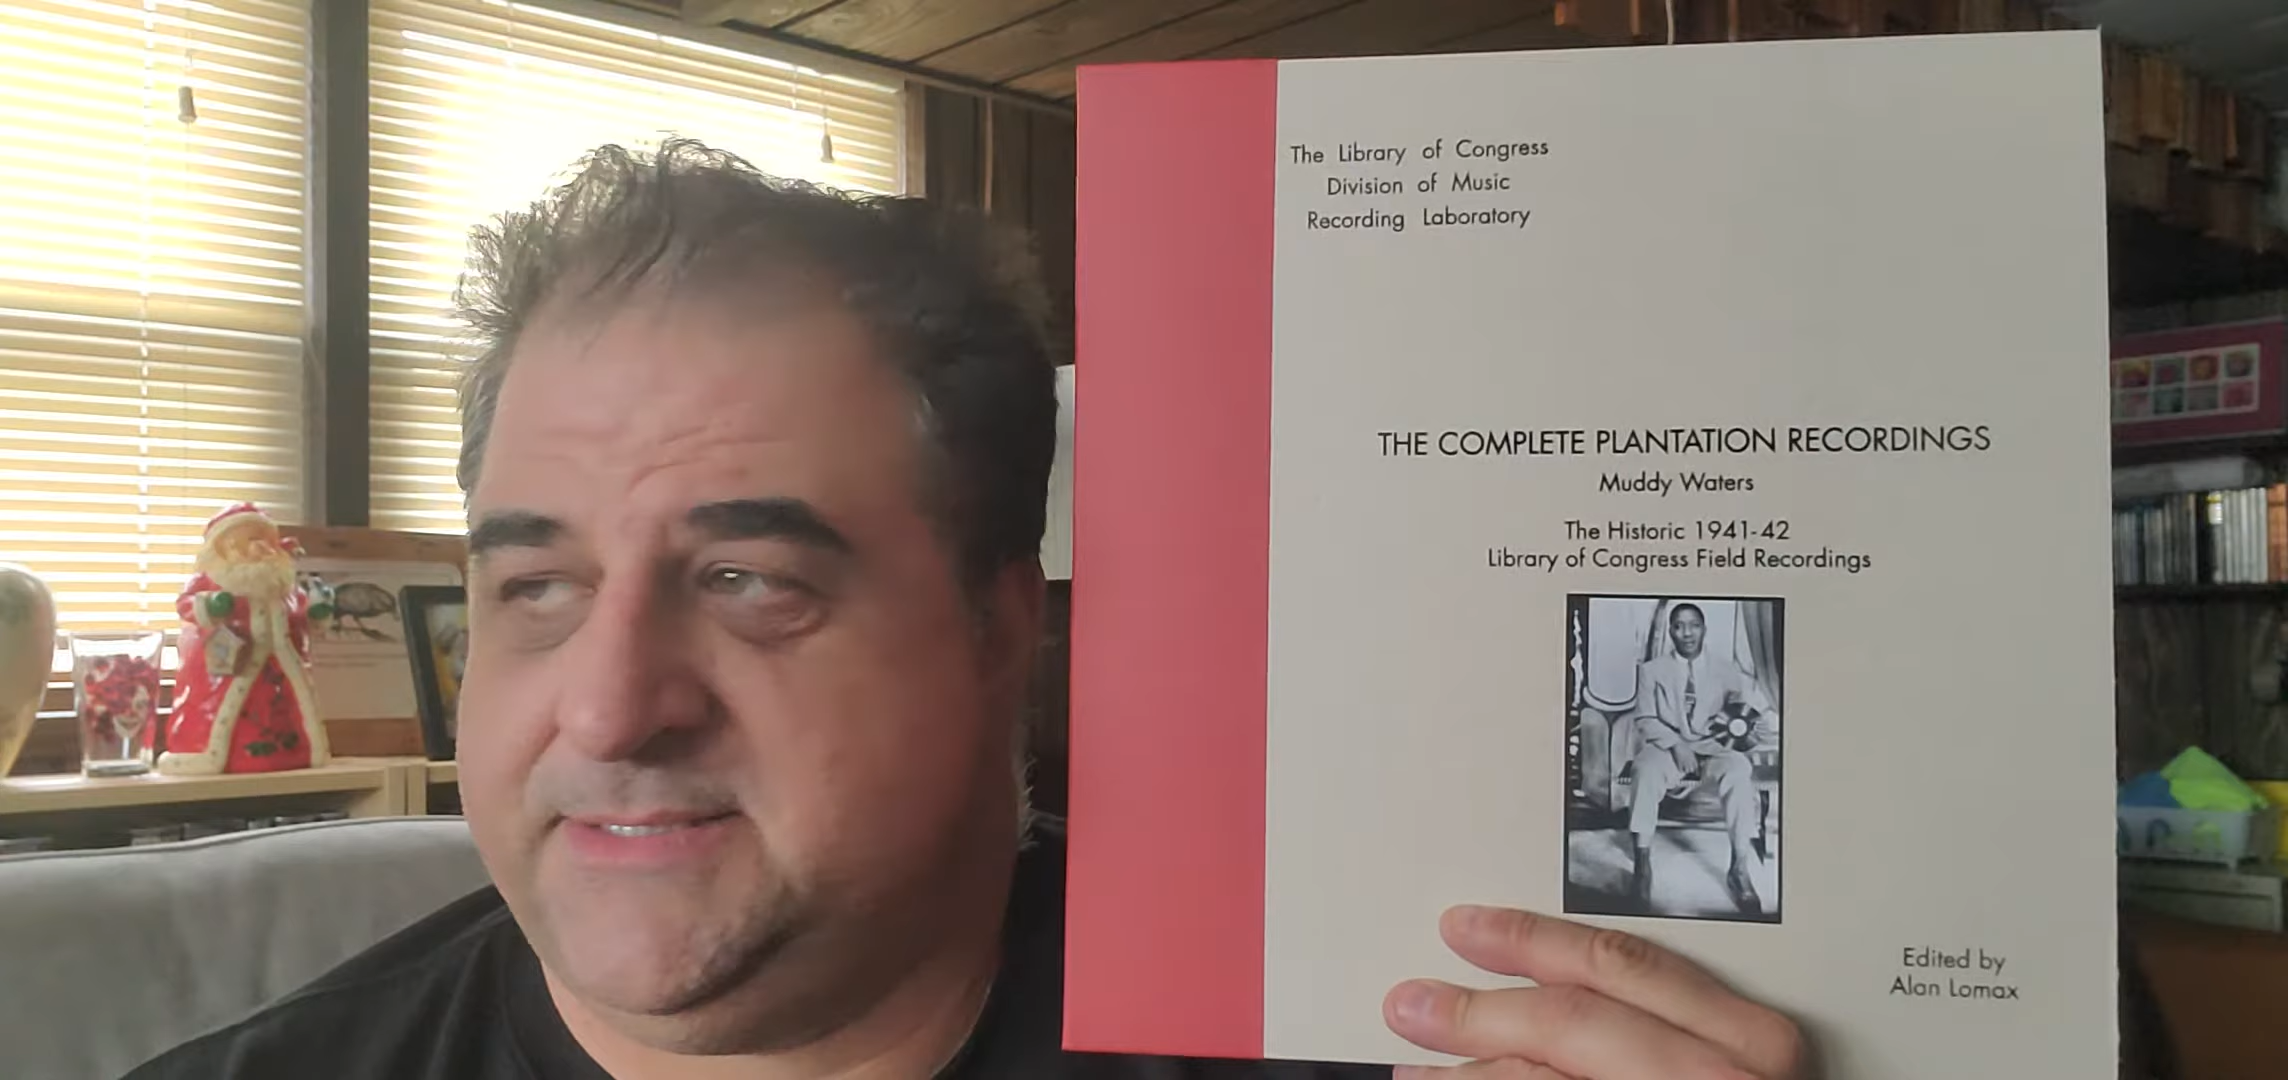 The Library of Congress
Division of Music
Recording Laboratory
THE COMPLETE PLANTATION RECORDINGS
Muddy Waters
The Historic 1941-42
Library of Congress Field Recordings
Edited by
Alan Lomax